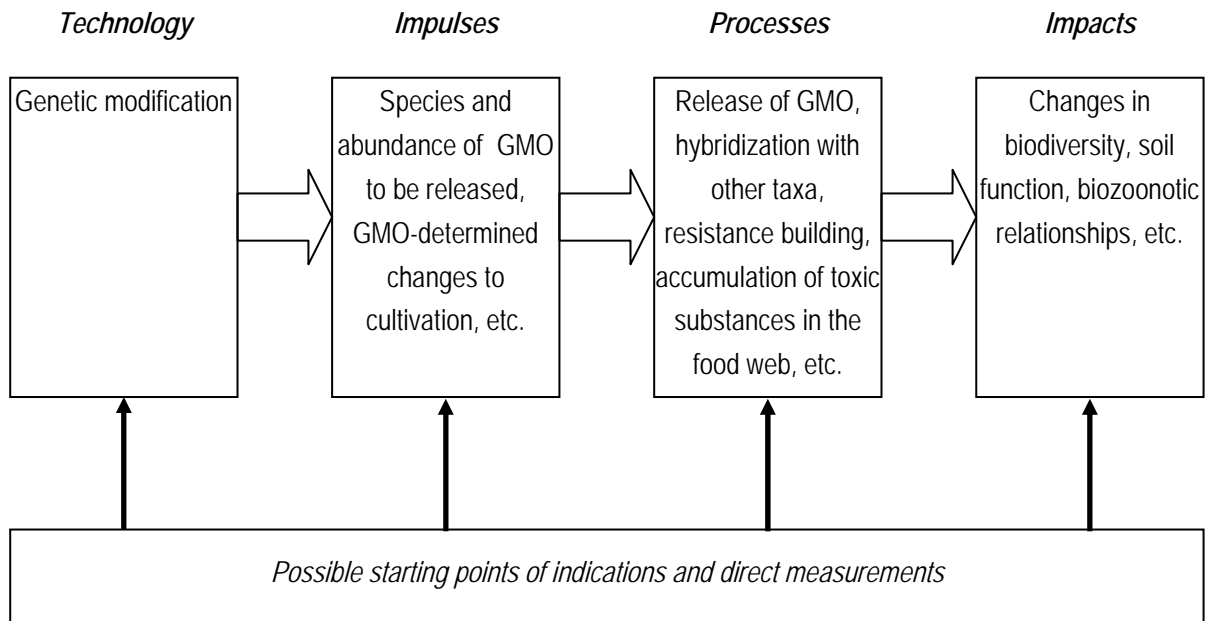 Technology
Impulses
Processes
Impacts
Genetic modification
Species and
abundance of GMO
to be released,
GMO-determined
changes to
cultivation, etc.
Release of GMO,
hybridization with
other taxa,
resistance building,
accumulation of toxic
substances in the
food web, etc.
Changes in
biodiversity, soil
function, biozoonotic
relationships, etc.
Possible starting points of indications and direct measurements